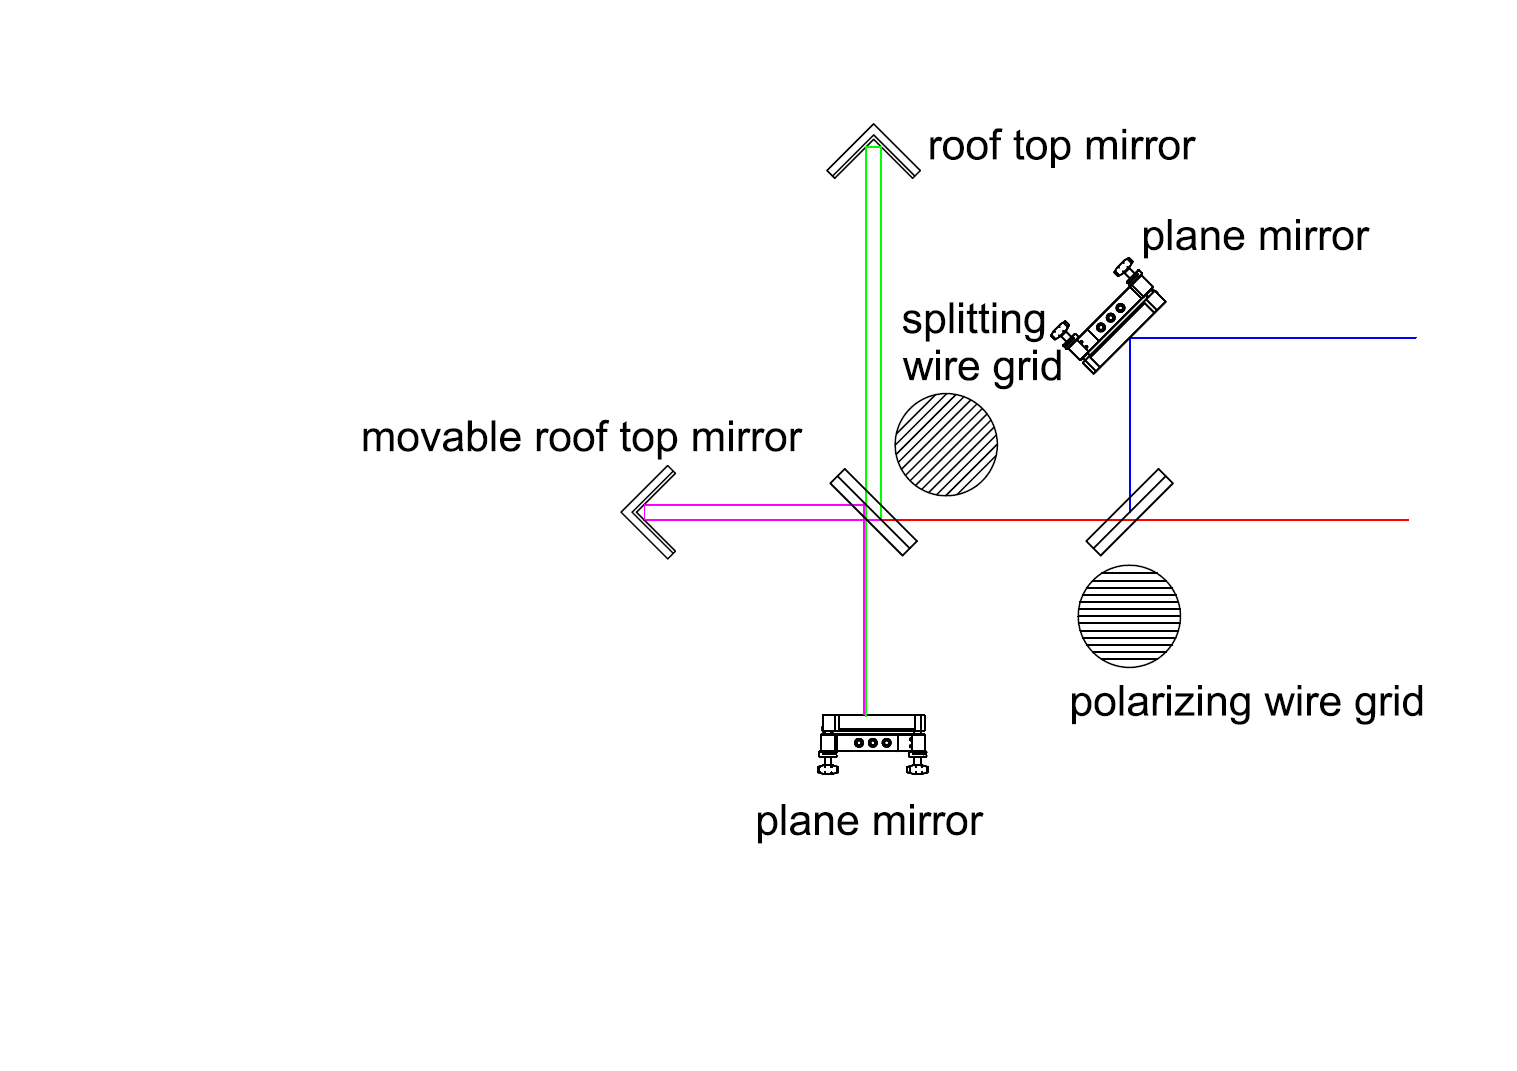 roof top mirror
plane mirror
splitting
wire grid
movable roof top mirror
polarizing wire grid
plane mirror